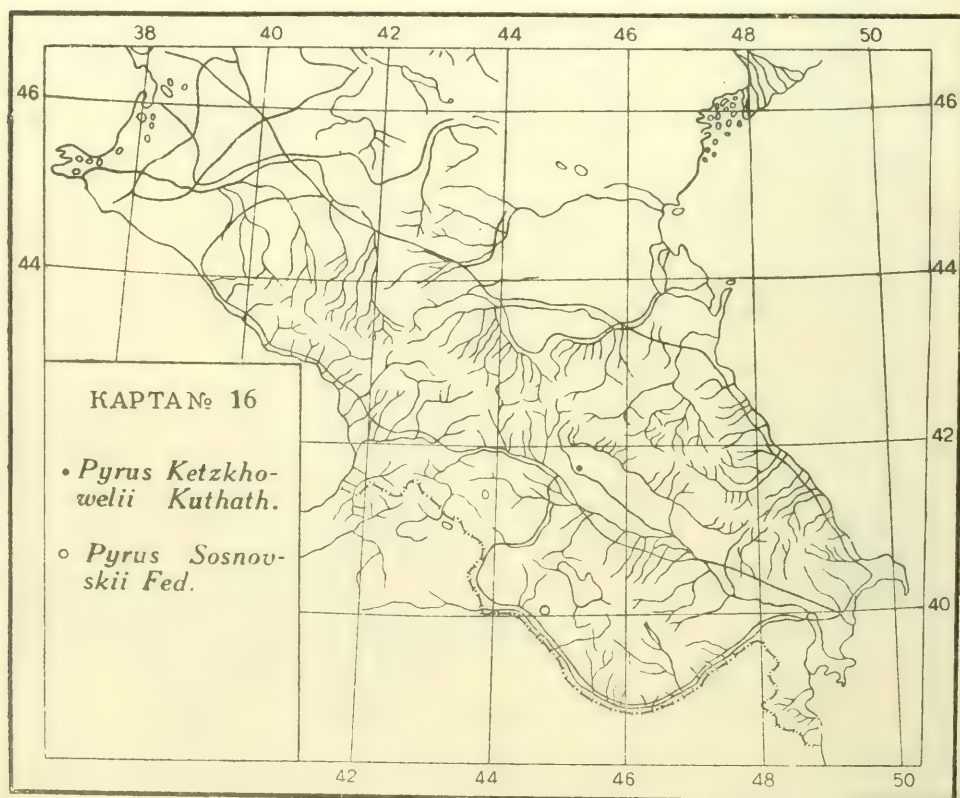 38 40 42 44 46 48 50
46 46
44 44
КАРТА № 16
• Pyrus Ketzkho-
welii Kuthath.
○ Pyrus Sosnov-
skii Fed.
42
40
42 44 46 48 50